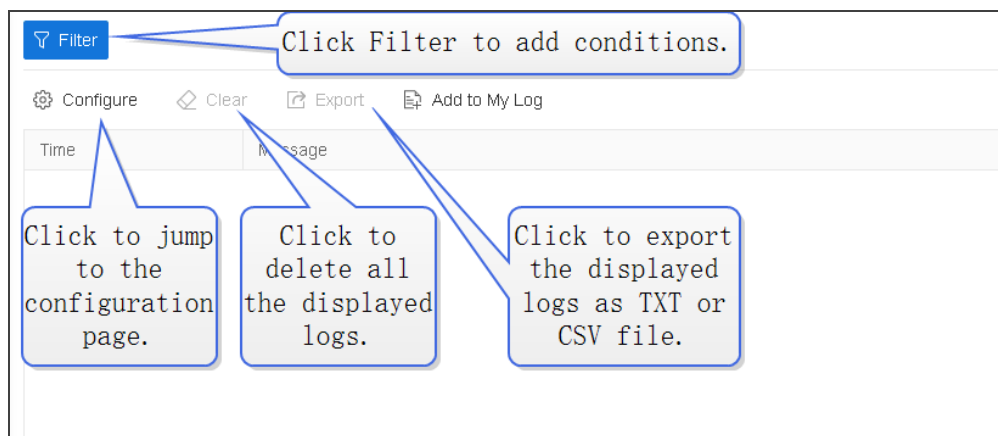 Filter
Click Filter to add conditions.
Configure Clear Export Add to My Log
Time Message
Click to jump
to the
configuration
page.
Click to
delete all
the displayed
logs.
Click to export
the displayed
logs as TXT or
CSV file.